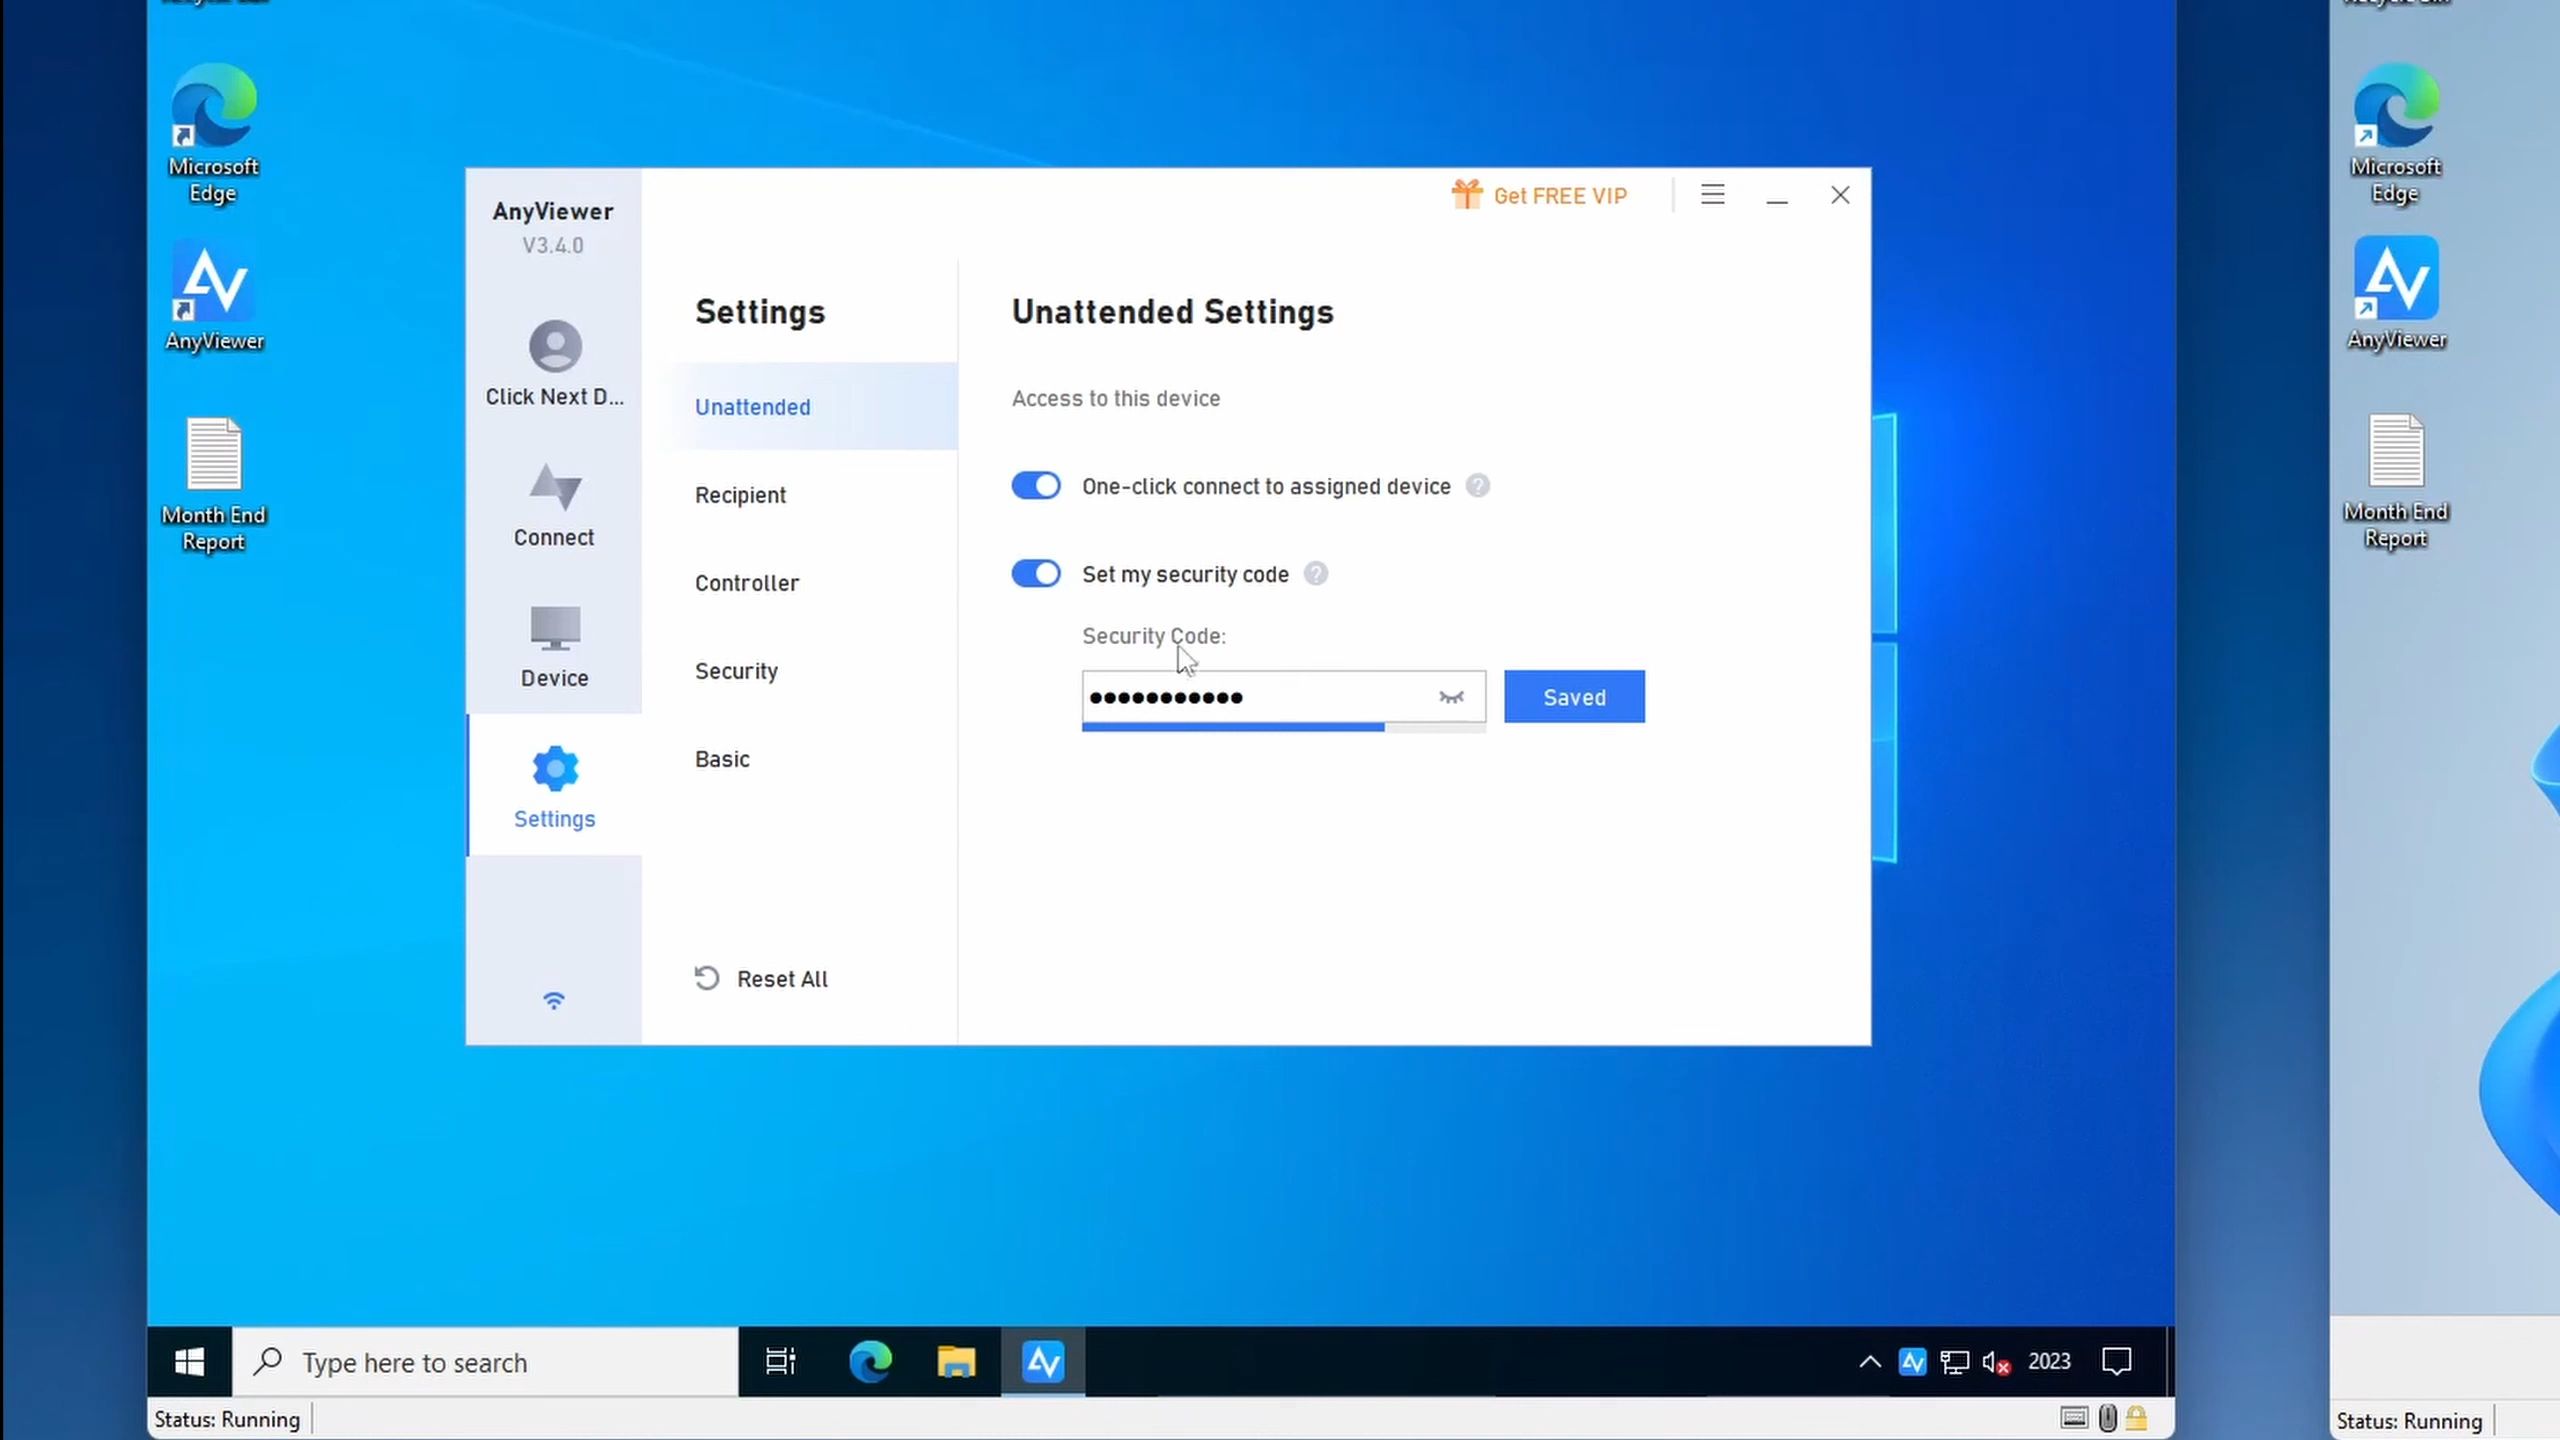 Microsoft
Edge
AnyViewer
Month End
Report
AnyViewer
V3.4.0
Click Next D...
Connect
Device
Settings
Get FREE VIP
Settings
Unattended
Recipient
Controller
Security
Basic
Reset All
Unattended Settings
Access to this device
One-click connect to assigned device
Set my security code
Security Code:
Saved
Type here to search
2023
Status: Running
Microsoft
Edge
AnyViewer
Month End
Report
Status: Running